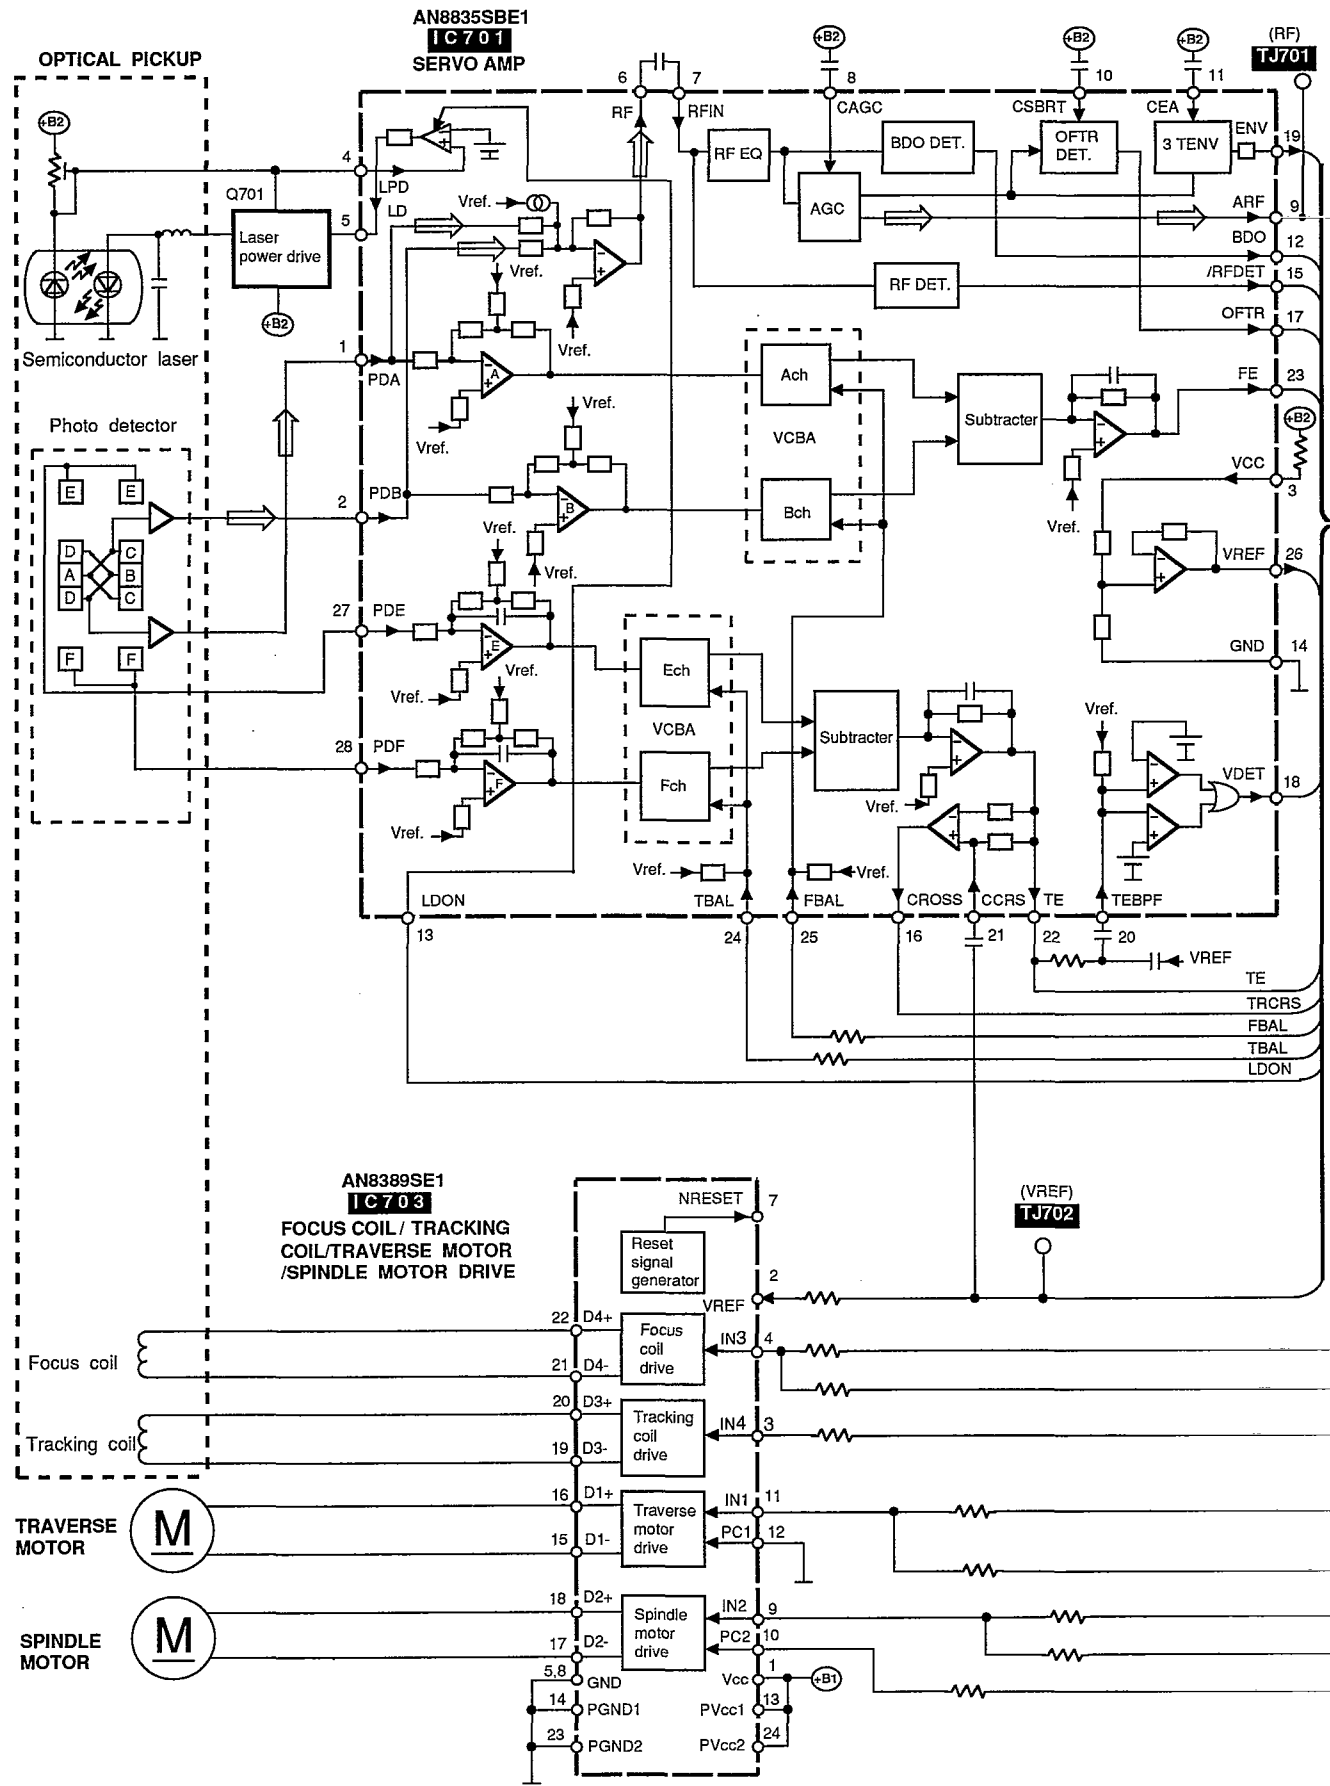 AN8835SBE1
IC701
SERVO AMP
OPTICAL PICKUP
+B2
Q701
Laser
power drive
+B2
Semiconductor laser
Photo detector
E E
D C
A B
D C
F F
4
LPD
5
LD
1
PDA
2
PDB
27
PDE
28
PDF
6
RF
7
RFIN
+B2
8
CAGC
+B2
10
CSBRT
+B2
11
CEA
(RF)
TJ701
RF EQ
BDO DET.
OFTR
DET.
3 TENV
ENV
19
AGC
ARF
9
BDO
12
/RFDET
15
RF DET.
OFTR
17
Vref.
Vref.
Vref.
A
Vref.
Vref.
B
Vref.
Vref.
E
Vref.
Vref.
F
Vref.
Ach
VCBA
Bch
Subtracter
Vref.
FE
23
+B2
VCC
3
VREF
26
GND
14
Ech
VCBA
Fch
Subtracter
Vref.
Vref.
VDET
18
Vref.
Vref.
LDON
13
TBAL
24
FBAL
25
CROSS
16
CCRS
21
TE
22
TEBPF
20
VREF
TE
TRCRS
FBAL
TBAL
LDON
AN8389SE1
IC703
FOCUS COIL/ TRACKING
COIL/TRAVERSE MOTOR
/SPINDLE MOTOR DRIVE
NRESET
7
Reset
signal
generator
(VREF)
TJ702
2
VREF
Focus coil
22 D4+
21 D4-
Focus
coil
drive
IN3 4
Tracking coil
20 D3+
19 D3-
Tracking
coil
drive
IN4 3
TRAVERSE
MOTOR
M
16 D1+
15 D1-
Traverse
motor
drive
IN1 11
PC1 12
SPINDLE
MOTOR
M
18 D2+
17 D2-
Spindle
motor
drive
IN2 9
PC2 10
5,8 GND
Vcc 1
+B1
14 PGND1
PVcc1 13
23 PGND2
PVcc2 24